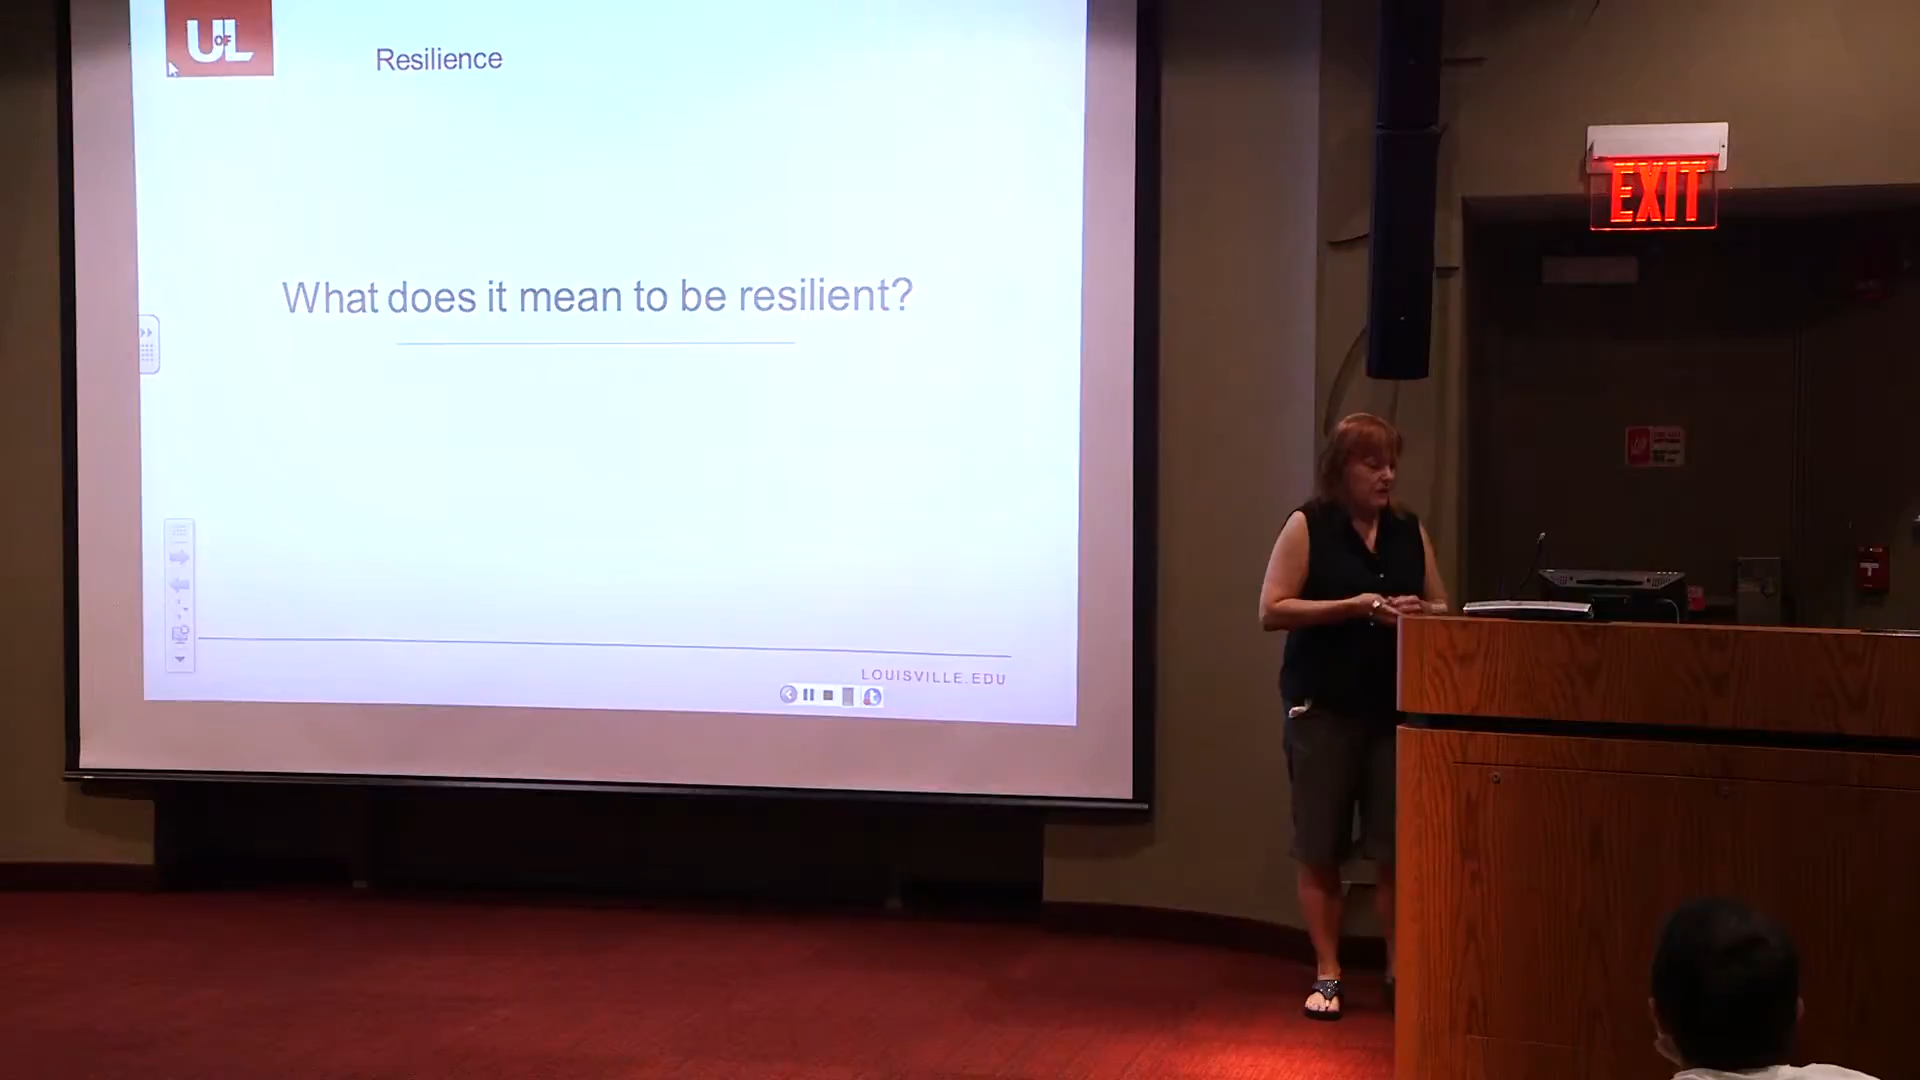 UofL
Resilience
What does it mean to be resilient?
LOUISVILLE.EDU
EXIT